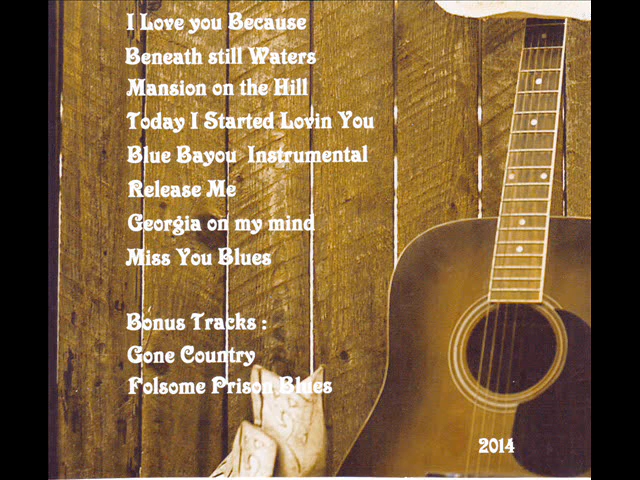 I Love you Because
Beneath still Waters
Mansion on the Hill
Today I Started Lovin You
Blue Bayou Instrumental
Release Me
Georgia on my mind
Miss You Blues
Bonus Tracks :
Gone Country
Folsome Prison Blues
2014